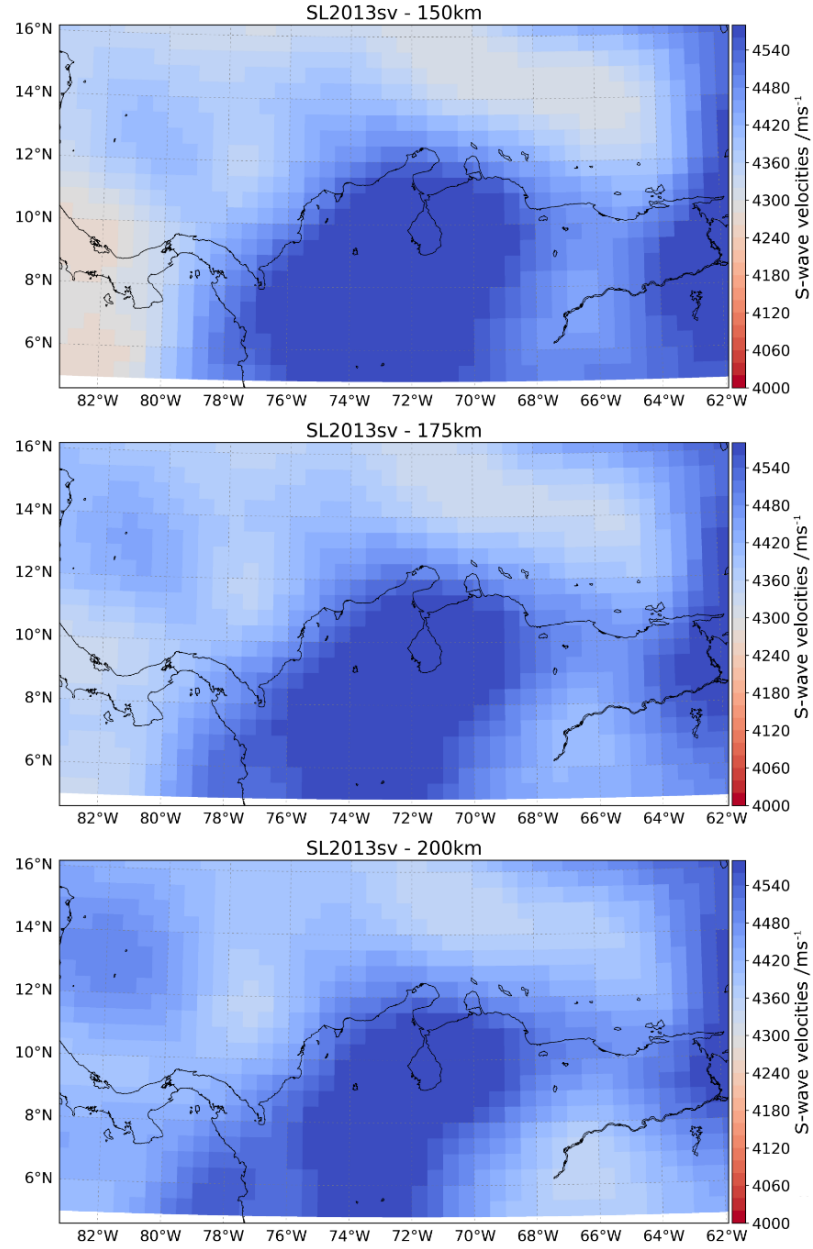 SL2013sv - 150km
16°N
14°N
12°N
10°N
8°N
6°N
82°W 80°W 78°W 76°W 74°W 72°W 70°W 68°W 66°W 64°W 62°W
4540
4480
4420
4360
4300
4240
4180
4120
4060
4000
S-wave velocities /ms⁻¹
SL2013sv - 175km
16°N
14°N
12°N
10°N
8°N
6°N
82°W 80°W 78°W 76°W 74°W 72°W 70°W 68°W 66°W 64°W 62°W
4540
4480
4420
4360
4300
4240
4180
4120
4060
4000
S-wave velocities /ms⁻¹
SL2013sv - 200km
16°N
14°N
12°N
10°N
8°N
6°N
82°W 80°W 78°W 76°W 74°W 72°W 70°W 68°W 66°W 64°W 62°W
4540
4480
4420
4360
4300
4240
4180
4120
4060
4000
S-wave velocities /ms⁻¹